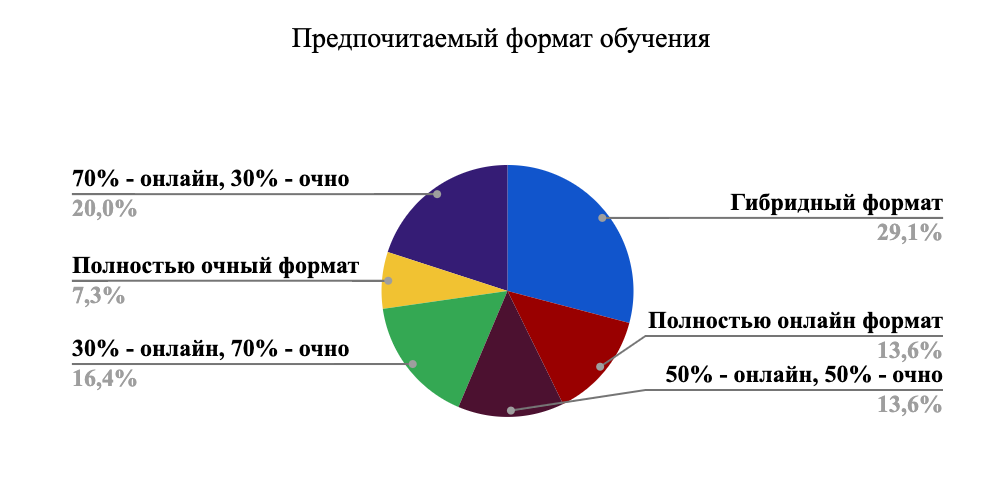 Предпочитаемый формат обучения
70% - онлайн, 30% - очно
20,0%
Полностью очный формат
7,3%
30% - онлайн, 70% - очно
16,4%
Гибридный формат
29,1%
Полностью онлайн формат
13,6%
50% - онлайн, 50% - очно
13,6%